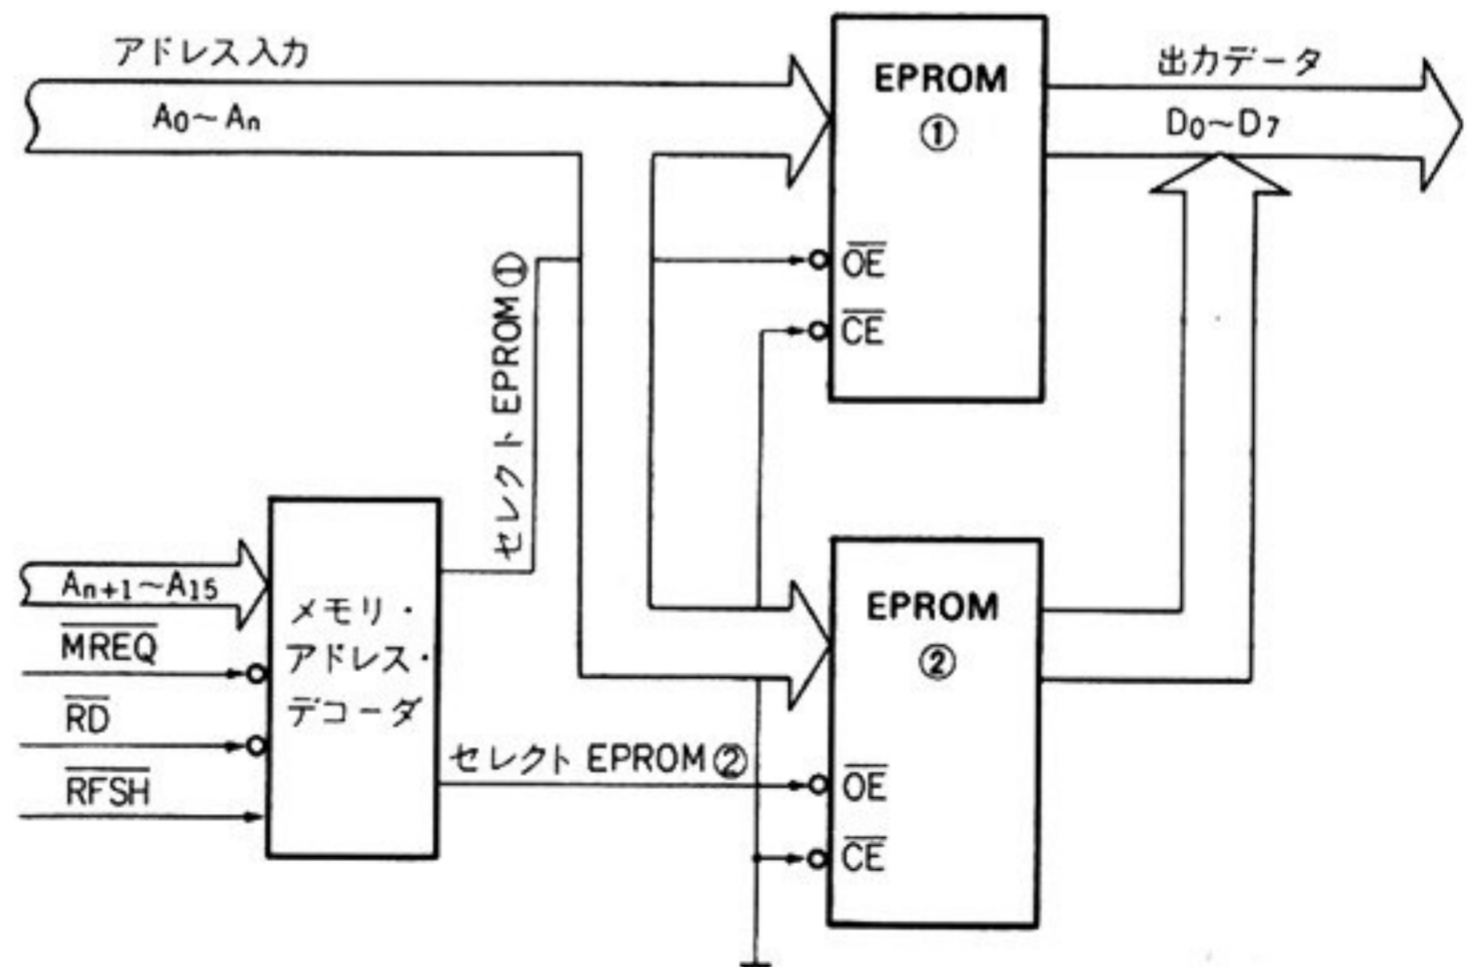 アドレス入力
A0～An
EPROM
①
出力データ
D0～D7
OE
CE
セレクト EPROM①
An+1～A15
MREQ
RD
RFSH
メモリ・
アドレス・
デコーダ
セレクト EPROM②
EPROM
②
OE
CE